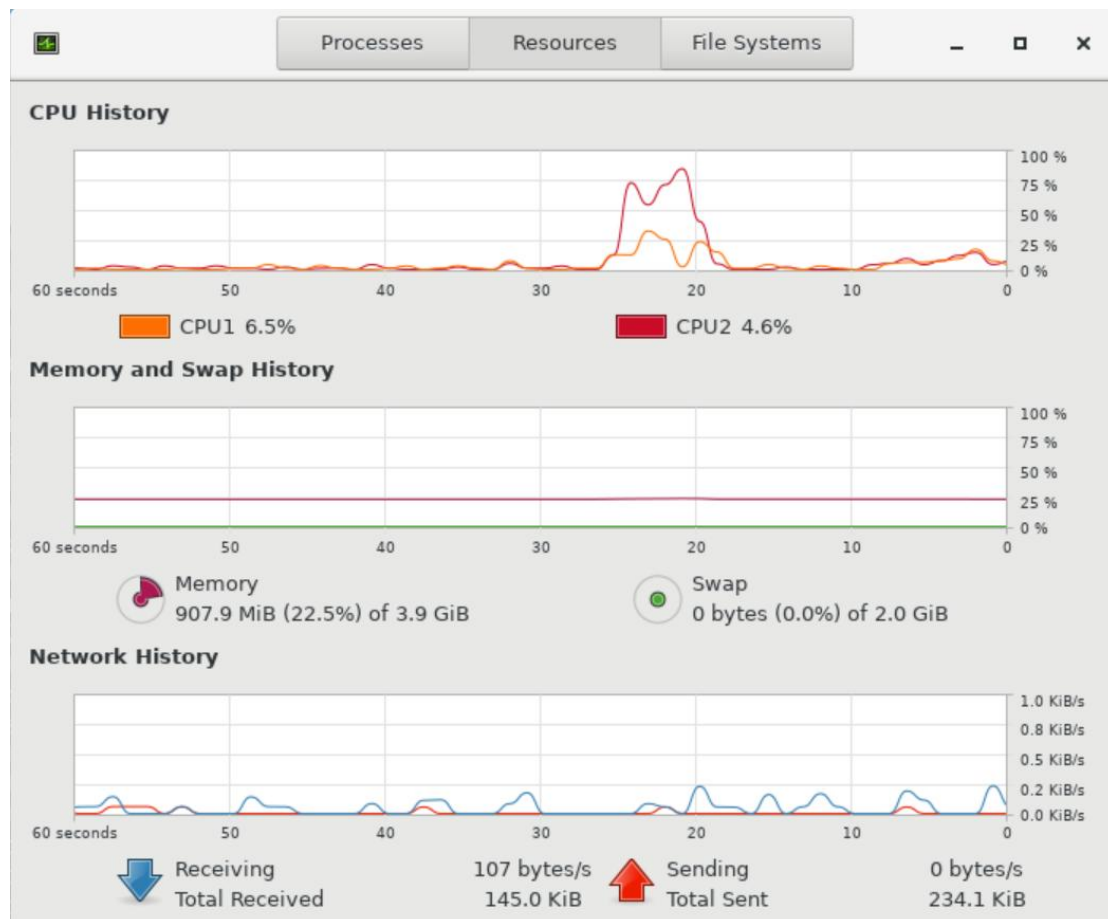 Processes Resources File Systems
CPU History
100 %
75 %
50 %
25 %
0 %
60 seconds 50 40 30 20 10 0
CPU1 6.5% CPU2 4.6%
Memory and Swap History
100 %
75 %
50 %
25 %
0 %
60 seconds 50 40 30 20 10 0
Memory
907.9 MiB (22.5%) of 3.9 GiB
Swap
0 bytes (0.0%) of 2.0 GiB
Network History
1.0 KiB/s
0.8 KiB/s
0.5 KiB/s
0.2 KiB/s
0.0 KiB/s
60 seconds 50 40 30 20 10 0
Receiving 107 bytes/s
Total Received 145.0 KiB
Sending 0 bytes/s
Total Sent 234.1 KiB